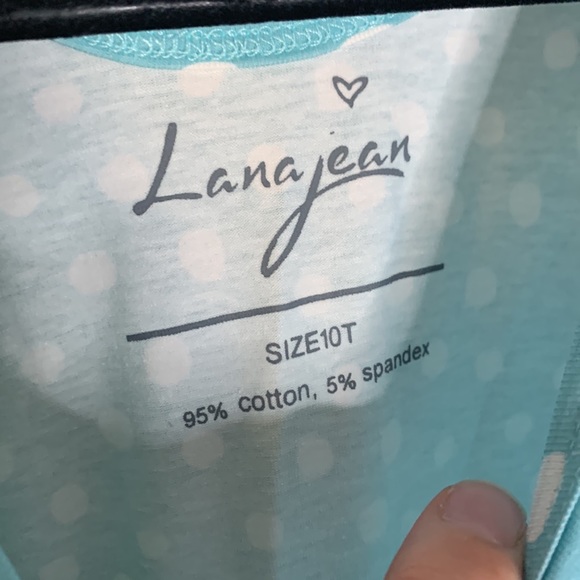 Lanajean
SIZE10T
95% cotton, 5% spandex